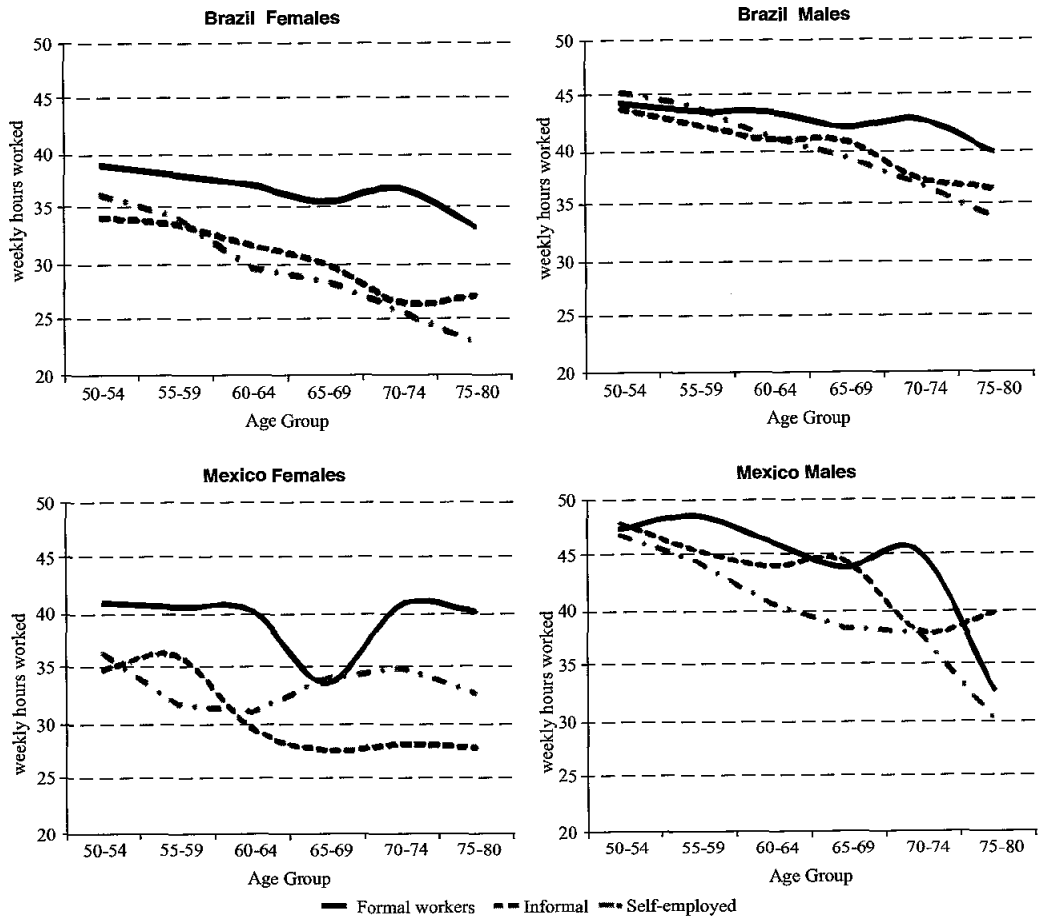 Brazil Females
50
45
40
35
30
25
20
weekly hours worked
50-54 55-59 60-64 65-69 70-74 75-80
Age Group
Brazil Males
50
45
40
35
30
25
20
weekly hours worked
50-54 55-59 60-64 65-69 70-74 75-80
Age Group
Mexico Females
50
45
40
35
30
25
20
weekly hours worked
50-54 55-59 60-64 65-69 70-74 75-80
Age Group
Mexico Males
50
45
40
35
30
25
20
weekly hours worked
50-54 55-59 60-64 65-69 70-74 75-80
Age Group
Formal workers Informal Self-employed